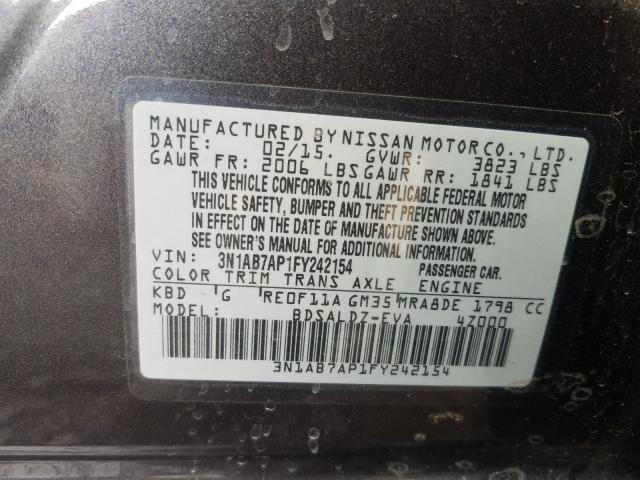 MANUFACTURED BY NISSAN MOTOR CO., LTD.
DATE: 02/15. GVWR: 3823 LBS
GAWR FR: 2006 LBS GAWR RR: 1841 LBS
THIS VEHICLE CONFORMS TO ALL APPLICABLE FEDERAL MOTOR
VEHICLE SAFETY, BUMPER AND THEFT PREVENTION STANDARDS
IN EFFECT ON THE DATE OF MANUFACTURE SHOWN ABOVE.
SEE OWNER'S MANUAL FOR ADDITIONAL INFORMATION.
VIN: 3N1AB7AP1FY242154 PASSENGER CAR.
COLOR TRIM TRANS AXLE ENGINE
KBD G RE0F11A GM35 MRA8DE 1798 CC
MODEL: BDSALDZ-EVA 4Z000
3N1AB7AP1FY242154